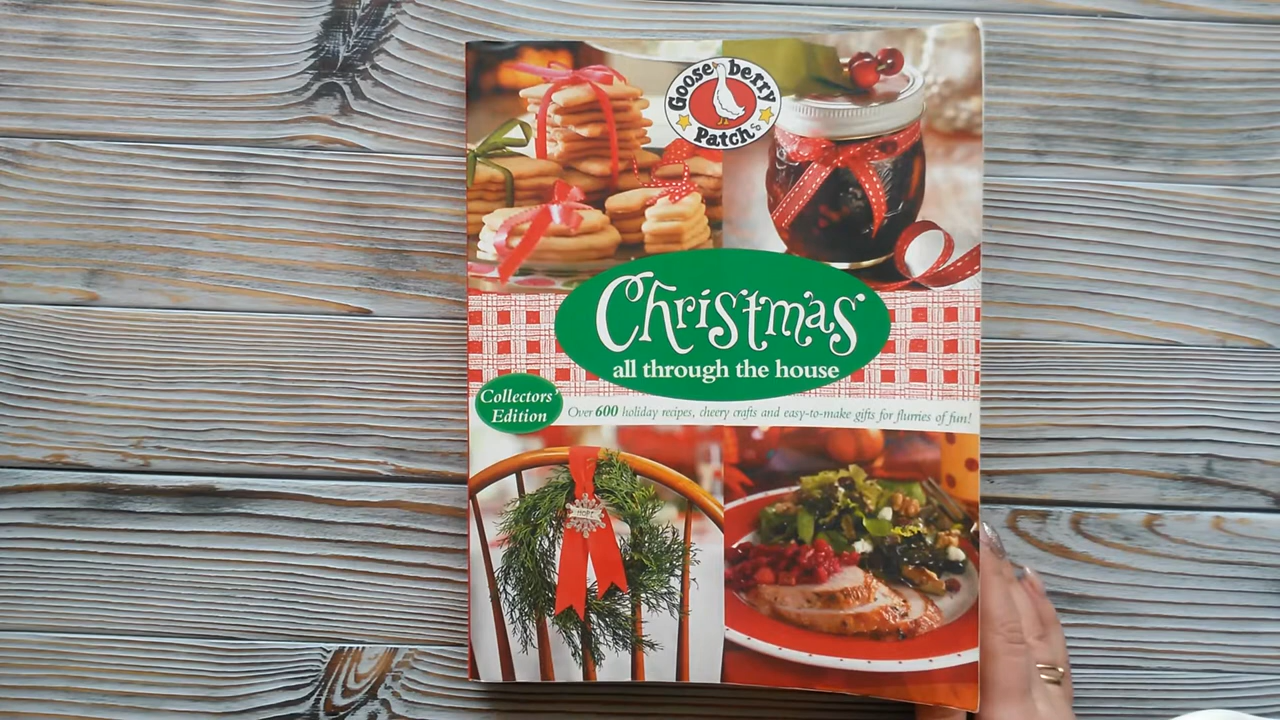 Gooseberry
Patch
Christmas
all through the house
Collectors'
Edition
Over 600 holiday recipes, cheery crafts and easy-to-make gifts for flurries of fun!
HOPE